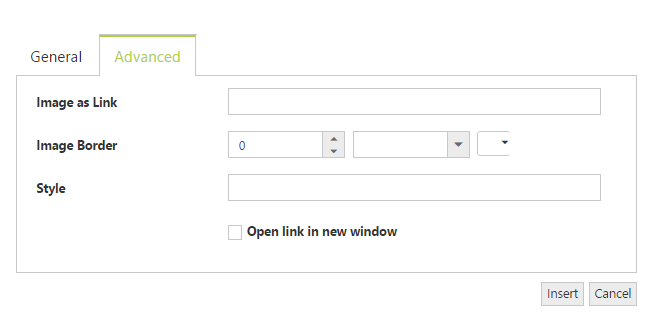 General Advanced
Image as Link
Image Border 0
Style
Open link in new window
Insert Cancel